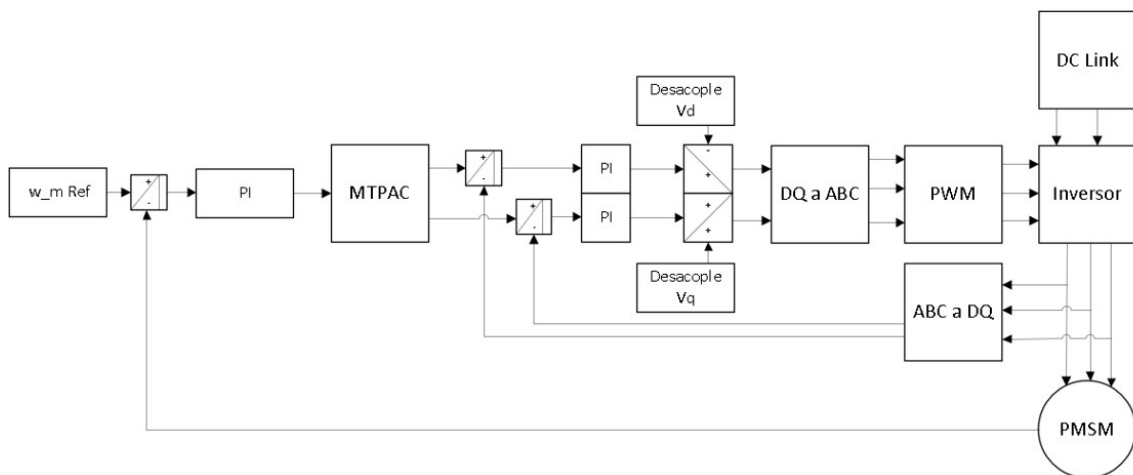 DC Link
Desacople
Vd
w_m Ref
+
-
PI
MTPAC
+
-
+
-
PI
PI
-
+
+
+
DQ a ABC
PWM
Inversor
Desacople
Vq
ABC a DQ
PMSM